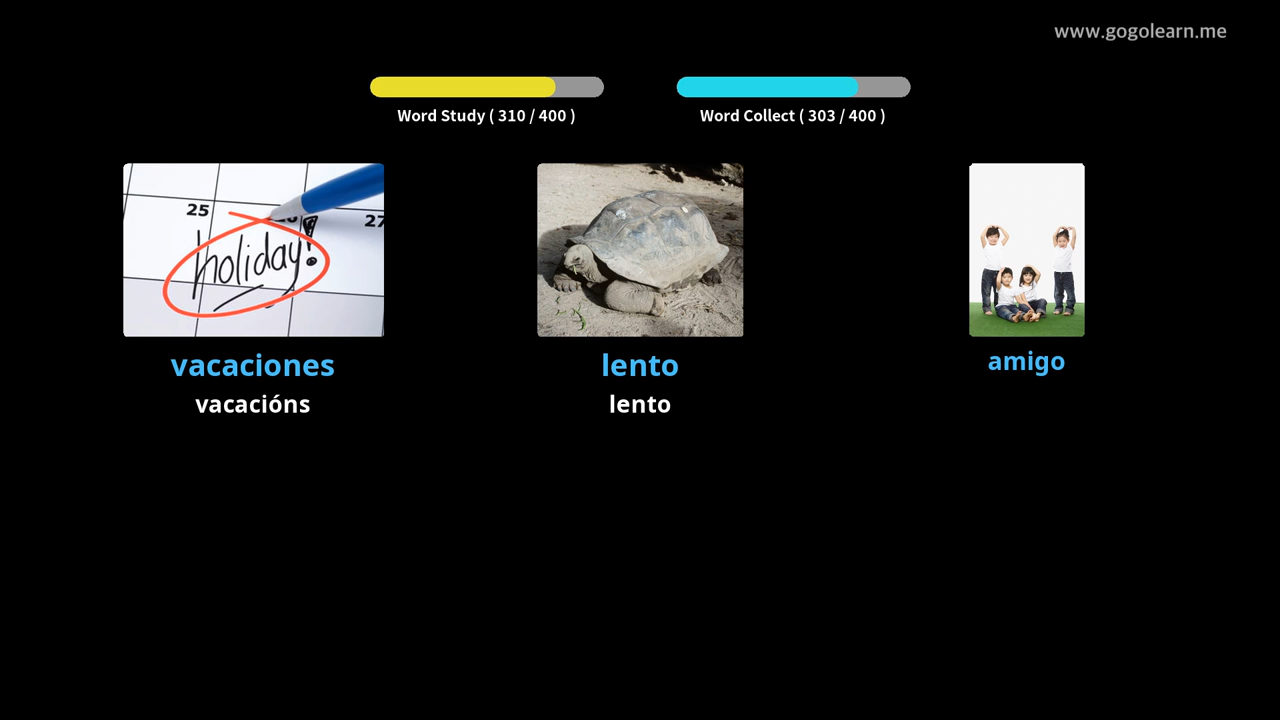 www.gogolearn.me
Word Study ( 310 / 400 )
Word Collect ( 303 / 400 )
25
27
holiday!
vacaciones
lento
amigo
vacacións
lento